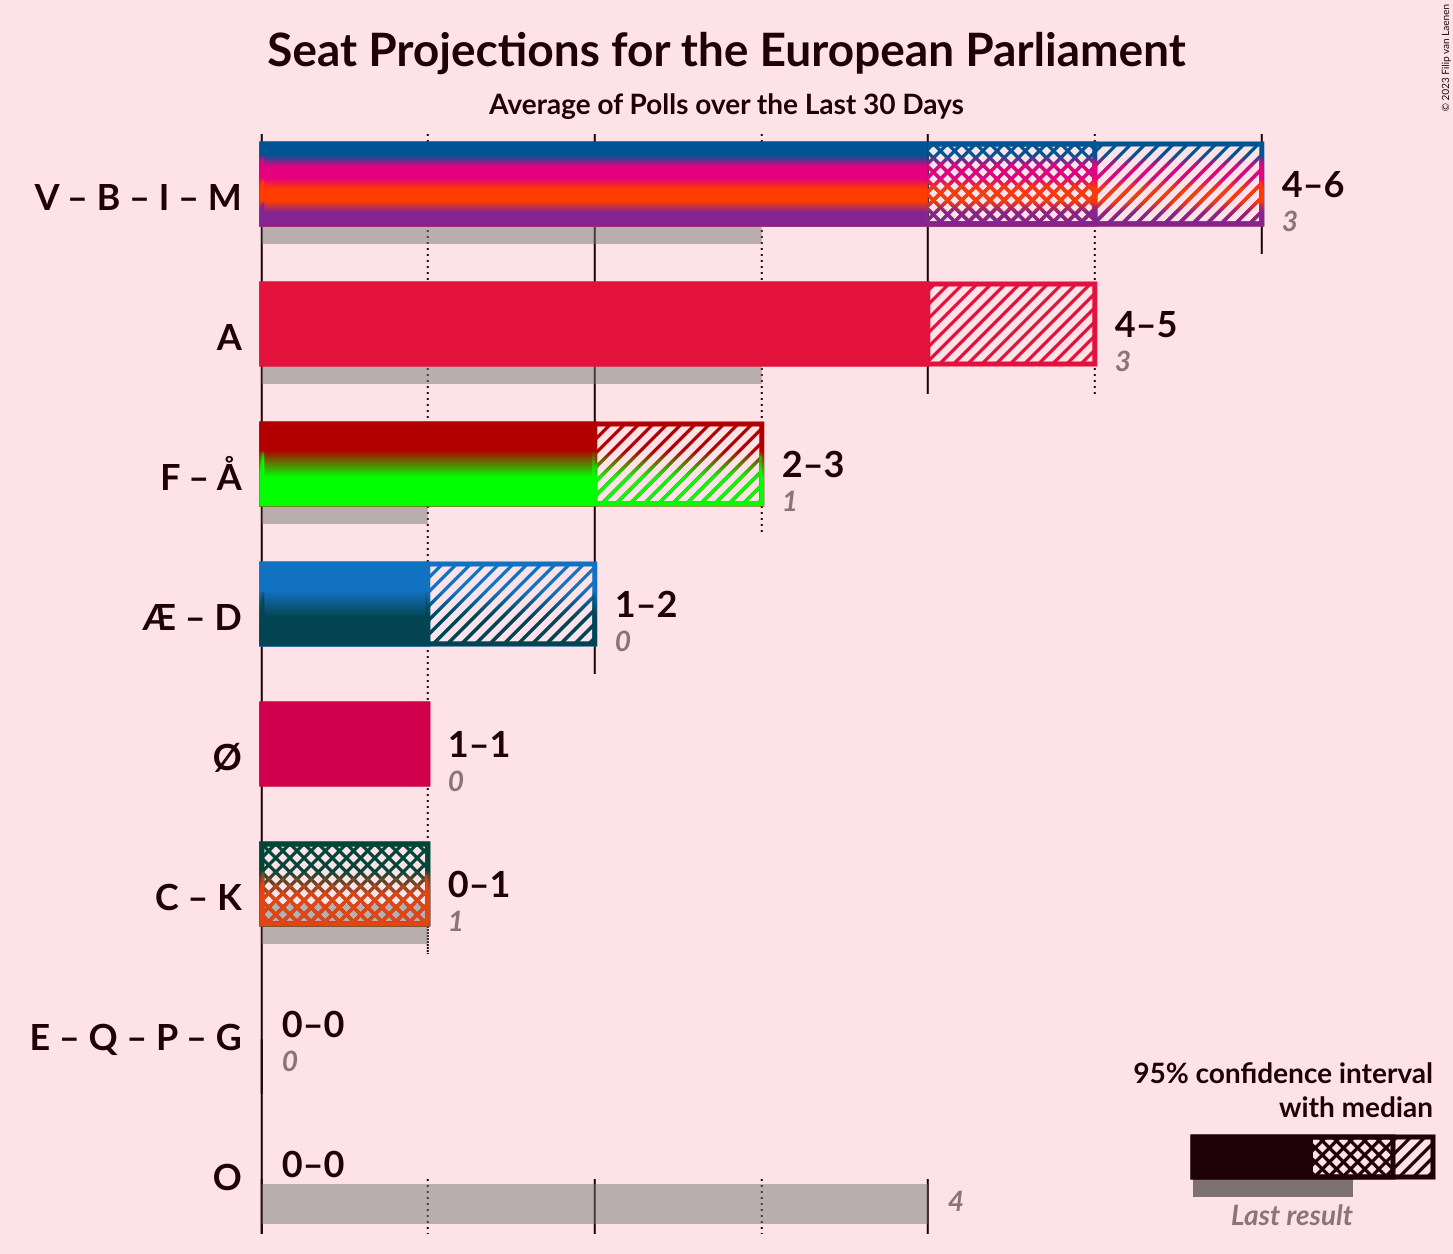 Seat Projections for the European Parliament
Average of Polls over the Last 30 Days
© 2023 Filip van Laenen
V – B – I – M
4–6
3
A
4–5
3
F – Å
2–3
1
Æ – D
1–2
0
Ø
1–1
0
C – K
0–1
1
E – Q – P – G
0–0
0
O
0–0
4
95% confidence interval
with median
Last result